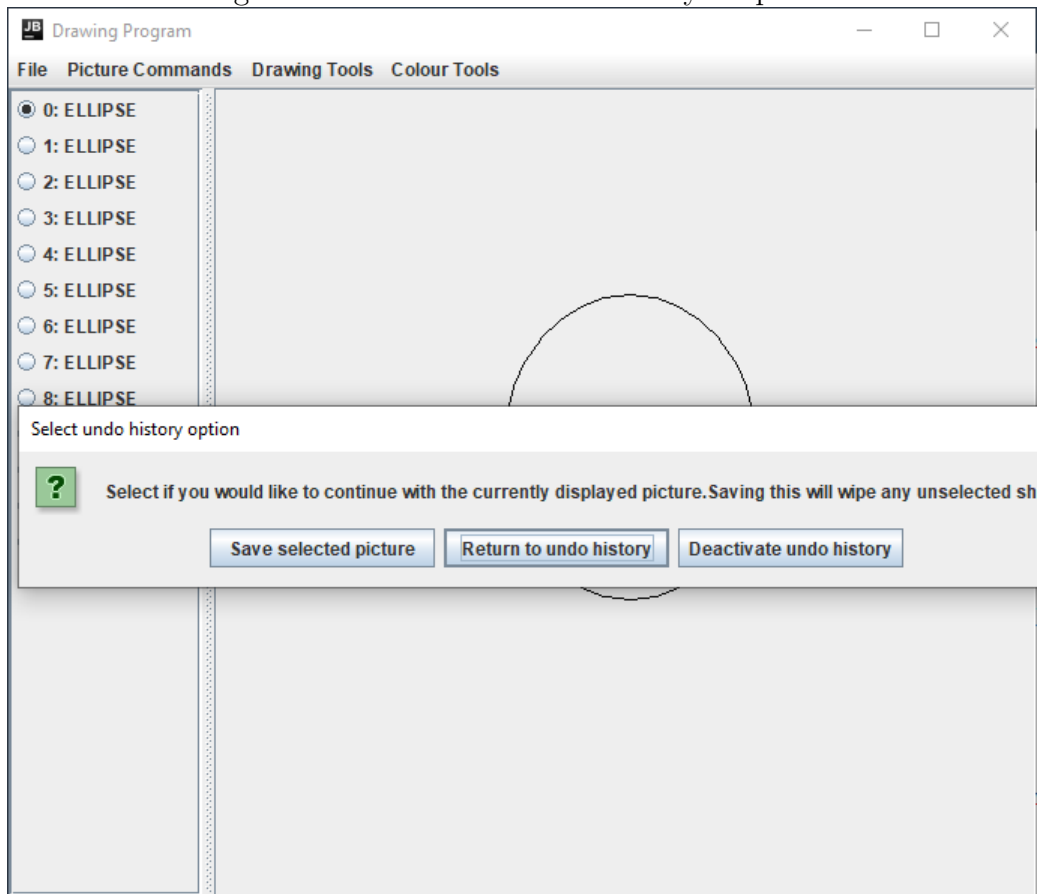 JB Drawing Program
File Picture Commands Drawing Tools Colour Tools
0: ELLIPSE
1: ELLIPSE
2: ELLIPSE
3: ELLIPSE
4: ELLIPSE
5: ELLIPSE
6: ELLIPSE
7: ELLIPSE
8: ELLIPSE
Select undo history option
? Select if you would like to continue with the currently displayed picture.Saving this will wipe any unselected
Save selected picture Return to undo history Deactivate undo history